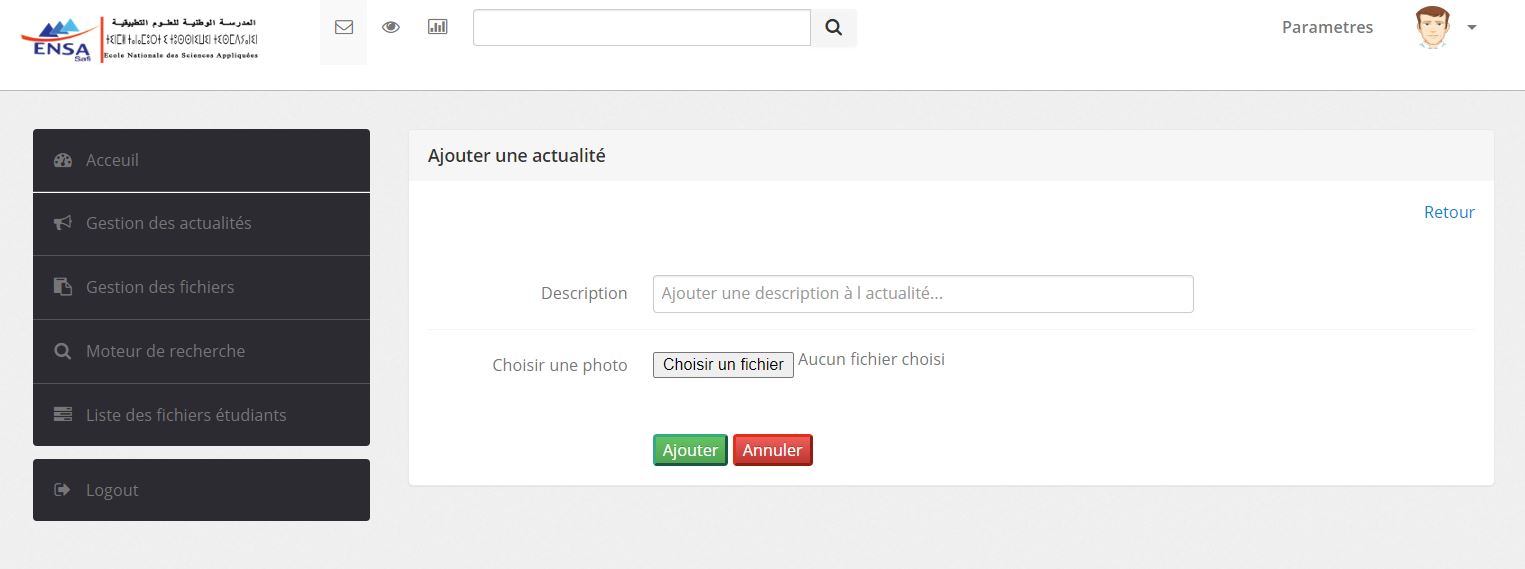 المدرسة الوطنية للعلوم التطبيقية
ENSA
Safi
Ecole Nationale des Sciences Appliquées
Parametres
Acceuil
Gestion des actualités
Gestion des fichiers
Moteur de recherche
Liste des fichiers étudiants
Logout
Ajouter une actualité
Retour
Description
Ajouter une description à l actualité...
Choisir une photo
Choisir un fichier Aucun fichier choisi
Ajouter Annuler